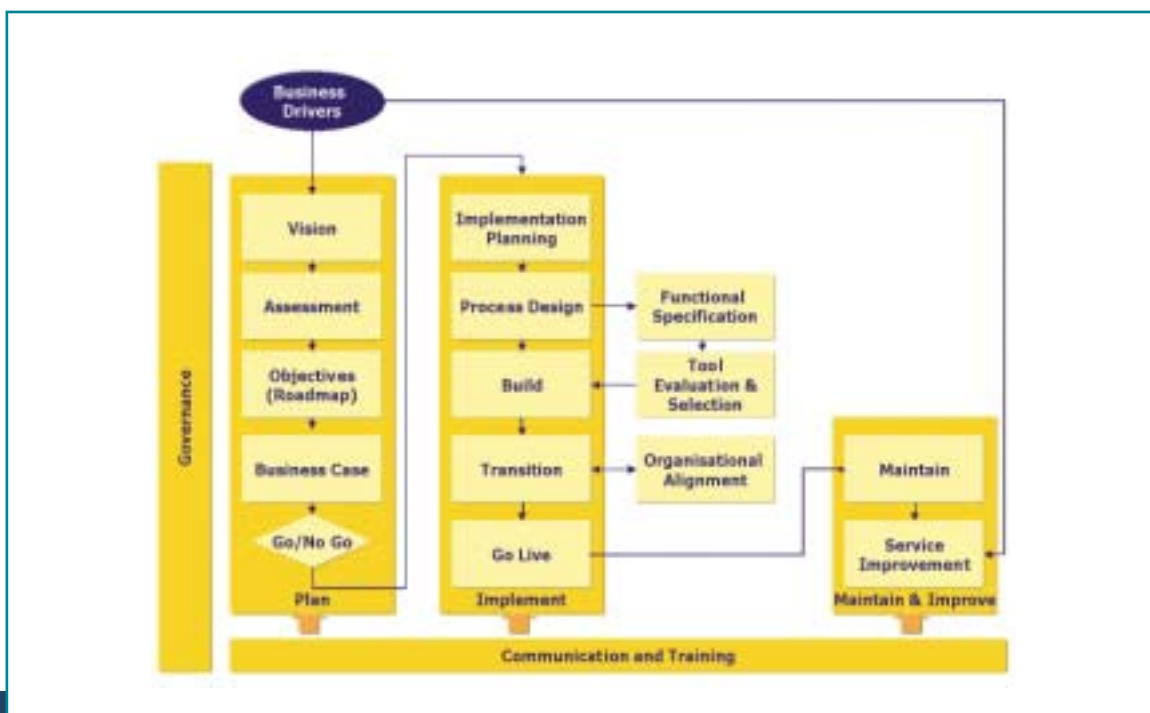 Business
Drivers
Governance
Vision
Assessment
Objectives
(Roadmap)
Business Case
Go/No Go
Plan
Implementation
Planning
Process Design
Build
Transition
Go Live
Implement
Functional
Specification
Tool
Evaluation &
Selection
Organisational
Alignment
Maintain
Service
Improvement
Maintain & Improve
Communication and Training